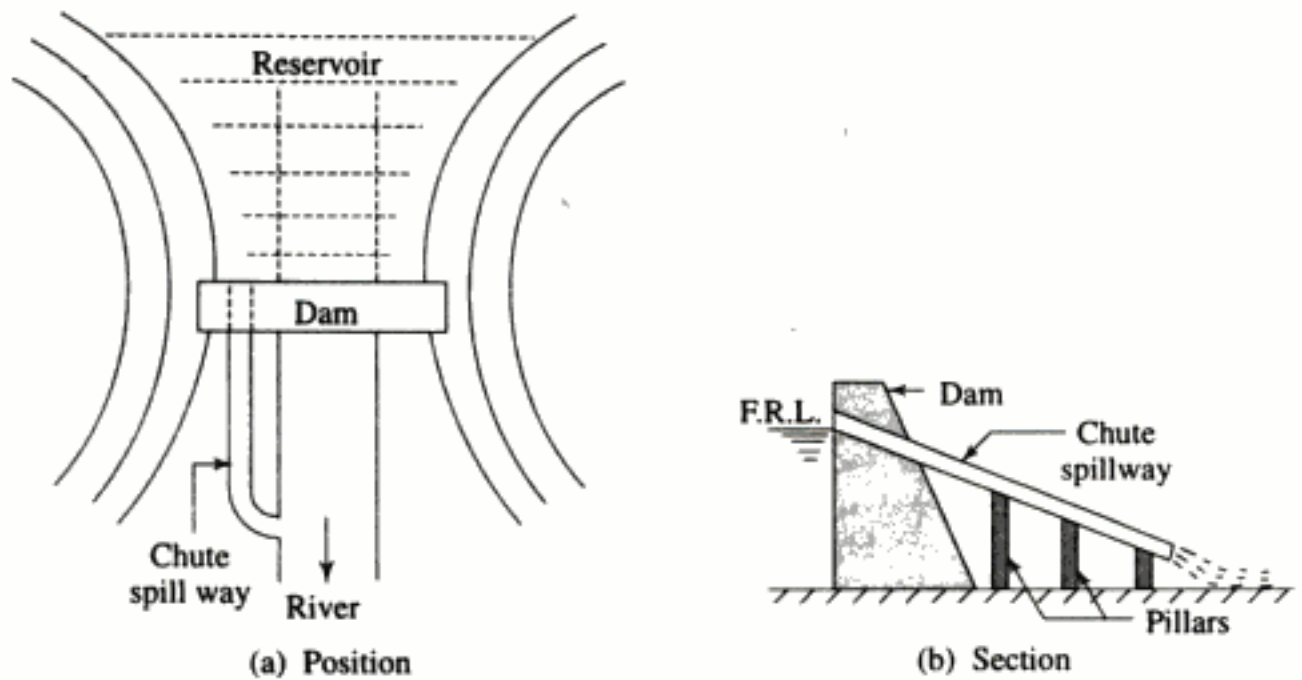 Reservoir
Dam
Chute
spill way
River
(a) Position
F.R.L.
Dam
Chute
spillway
Pillars
(b) Section